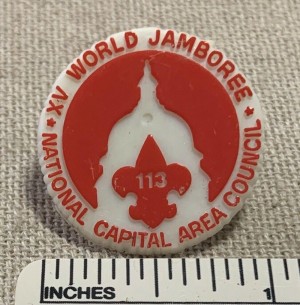 XV WORLD JAMBOREE
113
NATIONAL CAPITAL AREA COUNCIL
INCHES 1